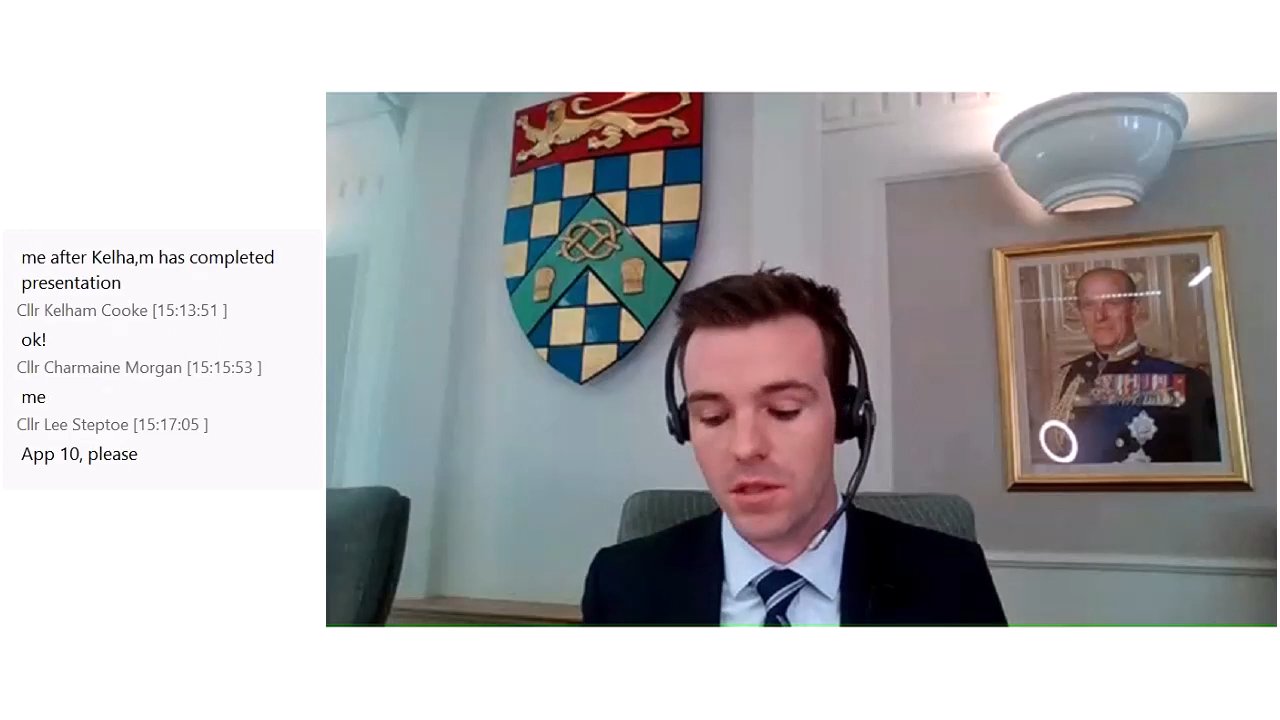 me after Kelha,m has completed
presentation
Cllr Kelham Cooke [15:13:51 ]
ok!
Cllr Charmaine Morgan [15:15:53 ]
me
Cllr Lee Steptoe [15:17:05 ]
App 10, please